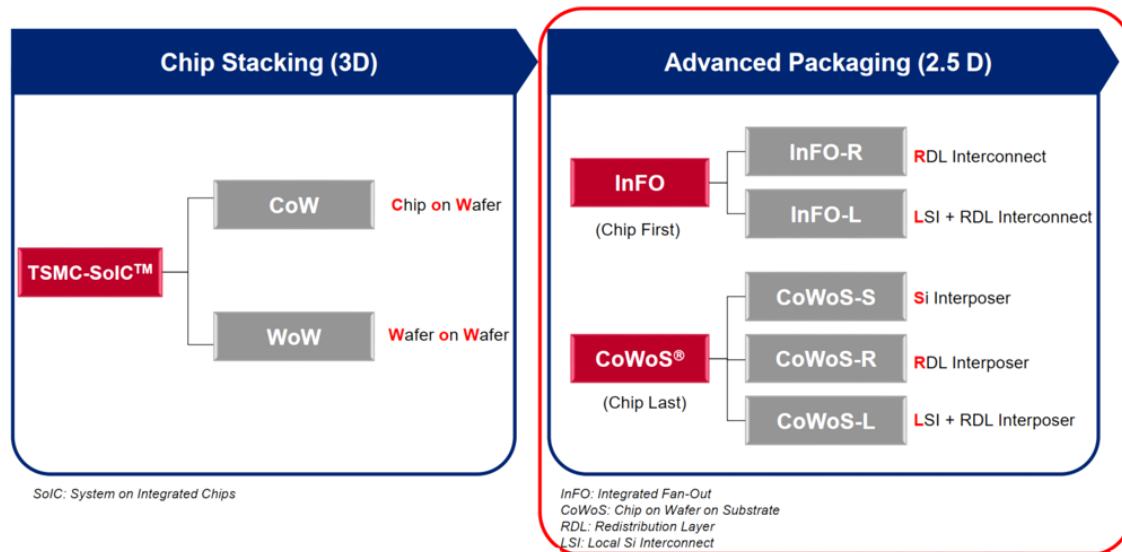 Chip Stacking (3D)
TSMC-SoIC™
CoW
Chip on Wafer
WoW
Wafer on Wafer
SoIC: System on Integrated Chips
Advanced Packaging (2.5 D)
InFO
(Chip First)
InFO-R
RDL Interconnect
InFO-L
LSI + RDL Interconnect
CoWoS®
(Chip Last)
CoWoS-S
Si Interposer
CoWoS-R
RDL Interposer
CoWoS-L
LSI + RDL Interposer
InFO: Integrated Fan-Out
CoWoS: Chip on Wafer on Substrate
RDL: Redistribution Layer
LSI: Local Si Interconnect